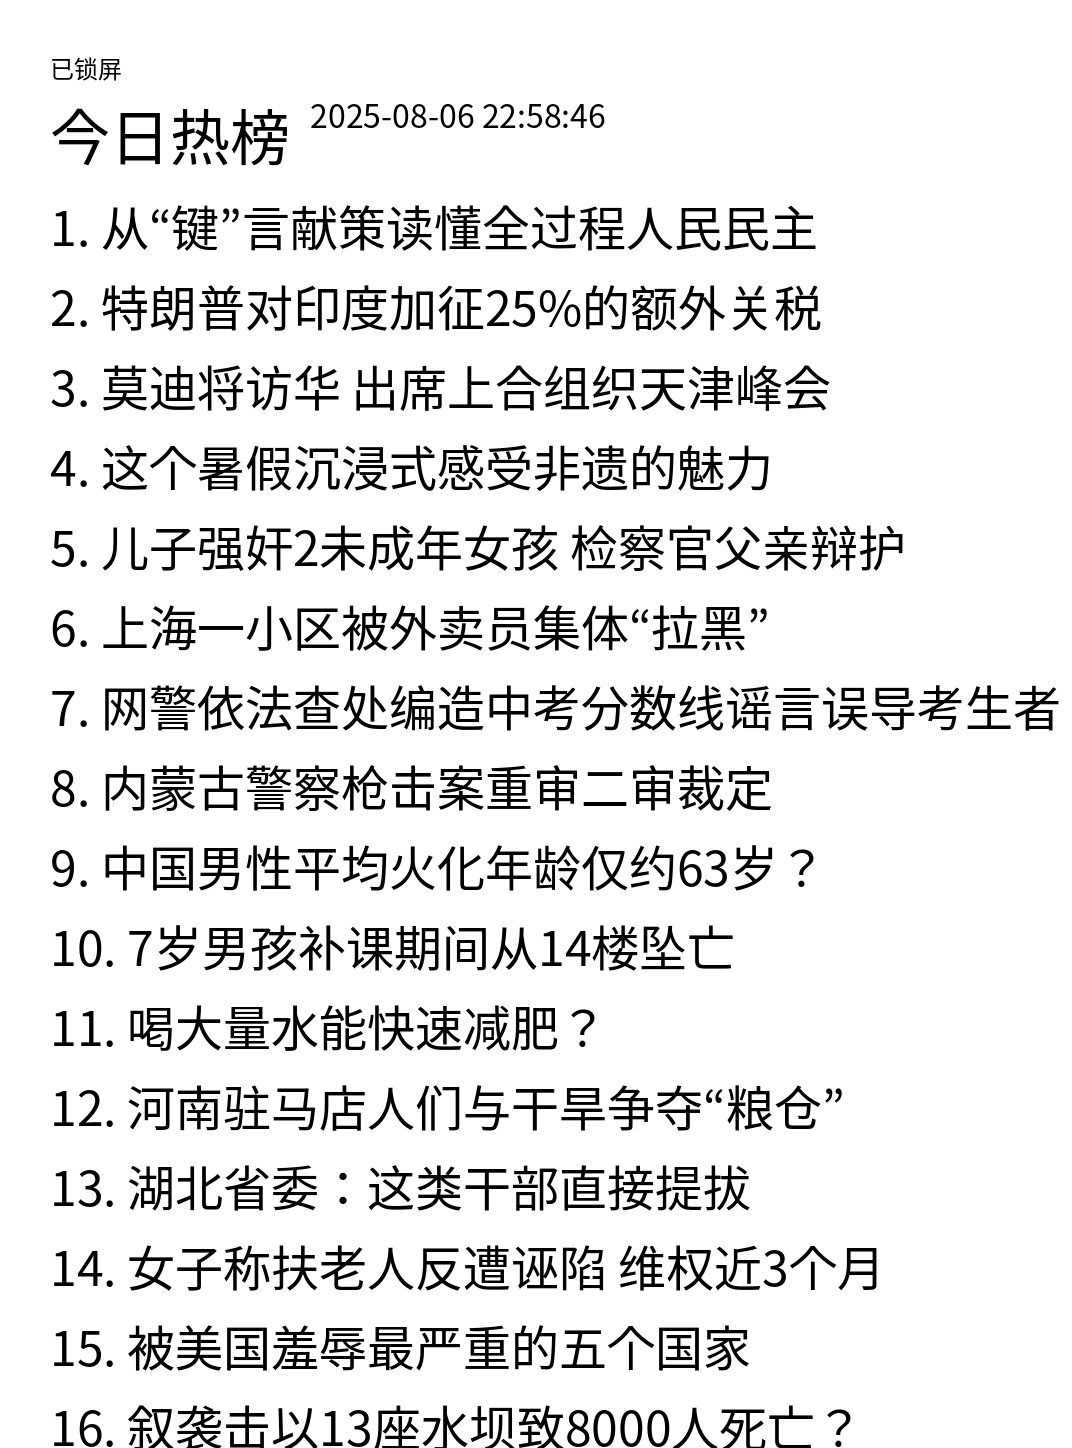 已锁屏
今日热榜 2025-08-06 22:58:46
1. 从“键”言献策读懂全过程人民民主
2. 特朗普对印度加征25%的额外关税
3. 莫迪将访华 出席上合组织天津峰会
4. 这个暑假沉浸式感受非遗的魅力
5. 儿子强奸2未成年女孩 检察官父亲辩护
6. 上海一小区被外卖员集体“拉黑”
7. 网警依法查处编造中考分数线谣言误导考生者
8. 内蒙古警察枪击案重审二审裁定
9. 中国男性平均火化年龄仅约63岁？
10. 7岁男孩补课期间从14楼坠亡
11. 喝大量水能快速减肥？
12. 河南驻马店人们与干旱争夺“粮仓”
13. 湖北省委：这类干部直接提拔
14. 女子称扶老人反遭诬陷 维权近3个月
15. 被美国羞辱最严重的五个国家
16. 叙袭击以13座水坝致8000人死亡？